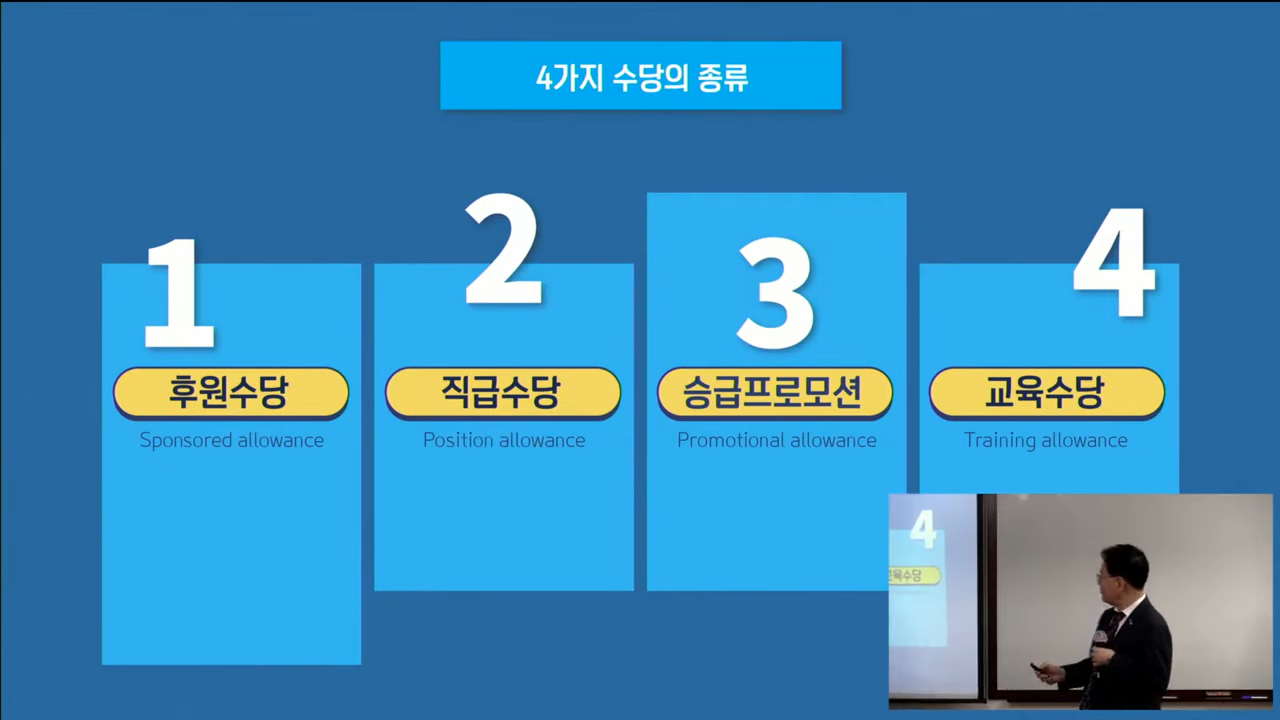 4가지 수당의 종류
1
후원수당
Sponsored allowance
2
직급수당
Position allowance
3
승급프로모션
Promotional allowance
4
교육수당
Training allowance
4
교육수당